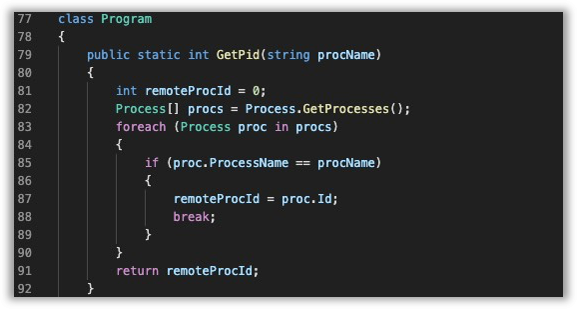 77 class Program
78 {
79     public static int GetPid(string procName)
80     {
81         int remoteProcId = 0;
82         Process[] procs = Process.GetProcesses();
83         foreach (Process proc in procs)
84         {
85             if (proc.ProcessName == procName)
86             {
87                 remoteProcId = proc.Id;
88                 break;
89             }
90         }
91         return remoteProcId;
92     }